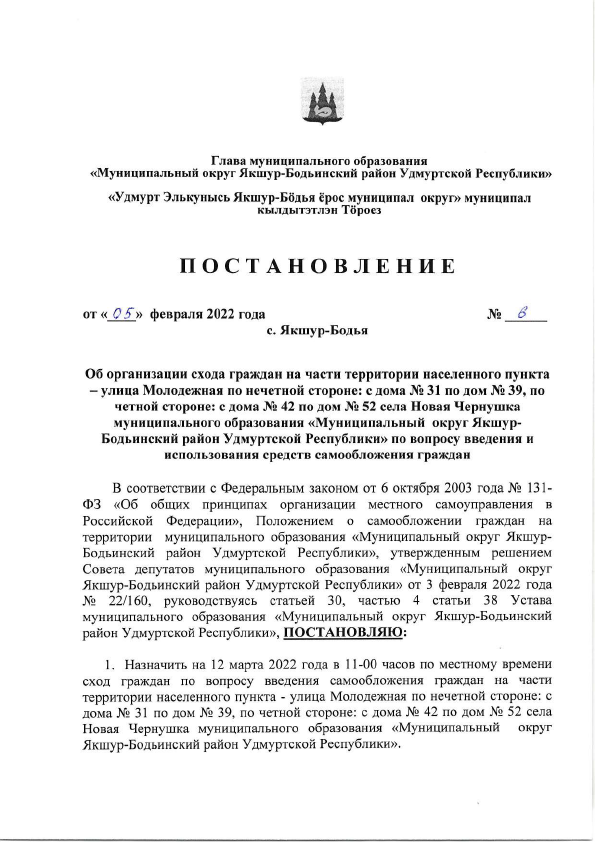 Глава муниципального образования
«Муниципальный округ Якшур-Бодьинский район Удмуртской Республики»
«Удмурт Элькунысь Якшур-Бӧдья ёрос муниципал округ» муниципал
кылдытэтлэн Тӧроез
ПОСТАНОВЛЕНИЕ
от «05» февраля 2022 года №
с. Якшур-Бодья
Об организации схода граждан на части территории населенного пункта
– улица Молодежная по нечетной стороне: с дома № 31 по дом № 39, по
четной стороне: с дома № 42 по дом № 52 села Новая Чернушка
муниципального образования «Муниципальный округ Якшур-
Бодьинский район Удмуртской Республики» по вопросу введения и
использования средств самообложения граждан
В соответствии с Федеральным законом от 6 октября 2003 года № 131-
ФЗ «Об общих принципах организации местного самоуправления в
Российской Федерации», Положением о самообложении граждан на
территории муниципального образования «Муниципальный округ Якшур-
Бодьинский район Удмуртской Республики», утвержденным решением
Совета депутатов муниципального образования «Муниципальный округ
Якшур-Бодьинский район Удмуртской Республики» от 3 февраля 2022 года
№ 22/160, руководствуясь статьей 30, частью 4 статьи 38 Устава
муниципального образования «Муниципальный округ Якшур-Бодьинский
район Удмуртской Республики», ПОСТАНОВЛЯЮ:
1. Назначить на 12 марта 2022 года в 11-00 часов по местному времени
сход граждан по вопросу введения самообложения граждан на части
территории населенного пункта - улица Молодежная по нечетной стороне: с
дома № 31 по дом № 39, по четной стороне: с дома № 42 по дом № 52 села
Новая Чернушка муниципального образования «Муниципальный округ
Якшур-Бодьинский район Удмуртской Республики».